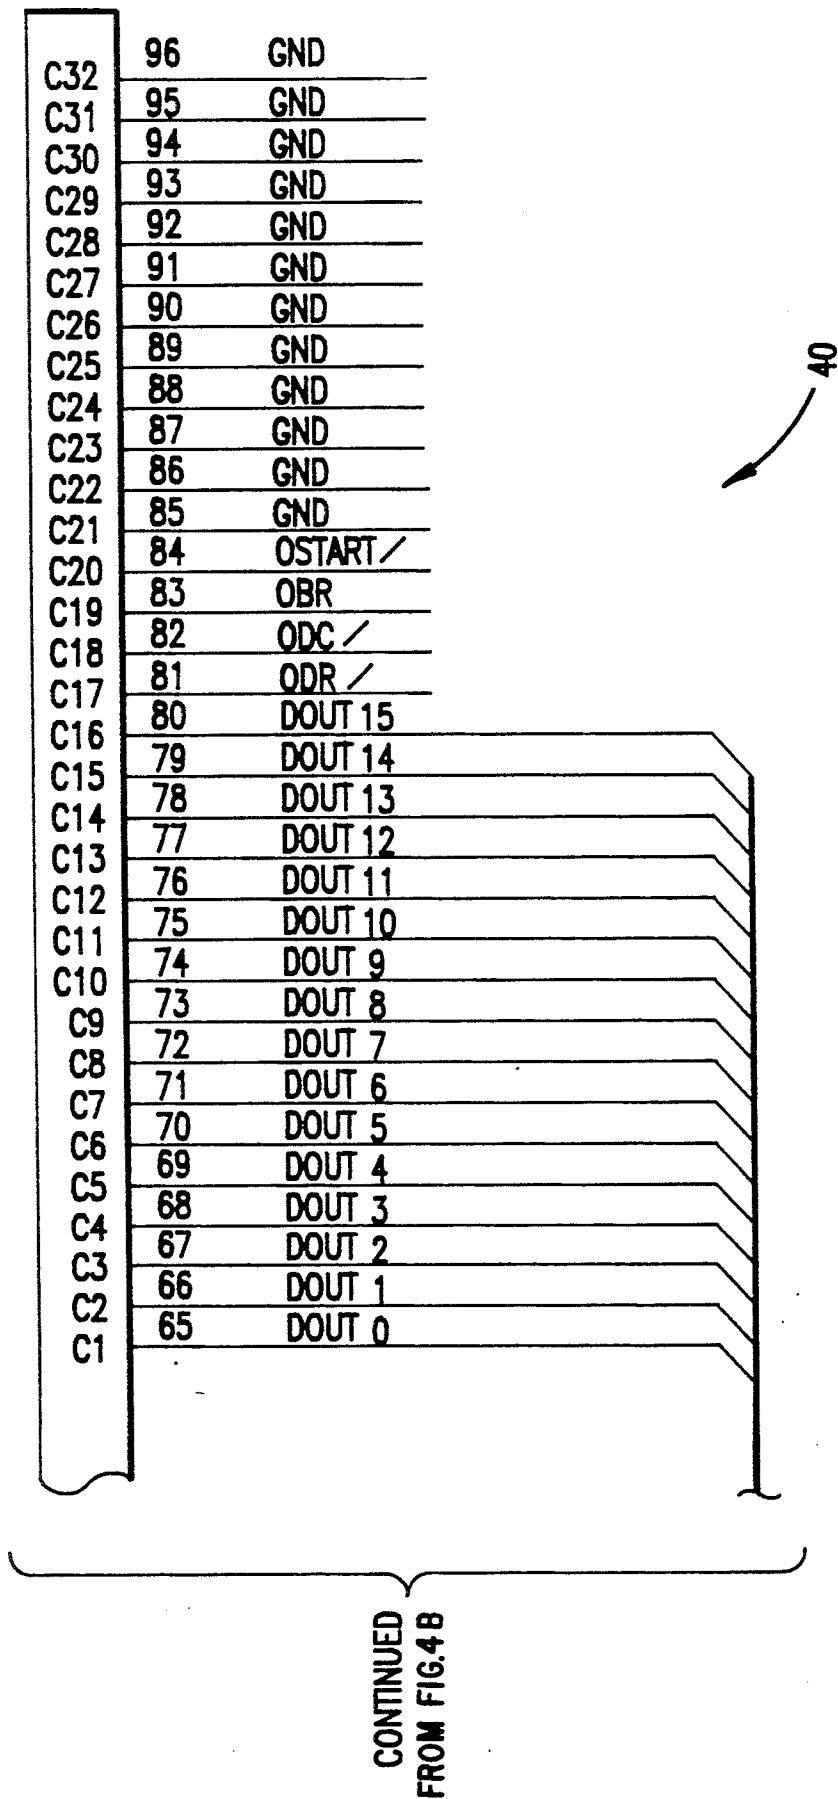 C32 96 GND
C31 95 GND
C30 94 GND
C29 93 GND
C28 92 GND
C27 91 GND
C26 90 GND
C25 89 GND
C24 88 GND
C23 87 GND
C22 86 GND
C21 85 GND
C20 84 OSTART/
C19 83 OBR
C18 82 ODC/
C17 81 ODR/
C16 80 DOUT 15
C15 79 DOUT 14
C14 78 DOUT 13
C13 77 DOUT 12
C12 76 DOUT 11
C11 75 DOUT 10
C10 74 DOUT 9
C9 73 DOUT 8
C8 72 DOUT 7
C7 71 DOUT 6
C6 70 DOUT 5
C5 69 DOUT 4
C4 68 DOUT 3
C3 67 DOUT 2
C2 66 DOUT 1
C1 65 DOUT 0
40
CONTINUED
FROM FIG.4B